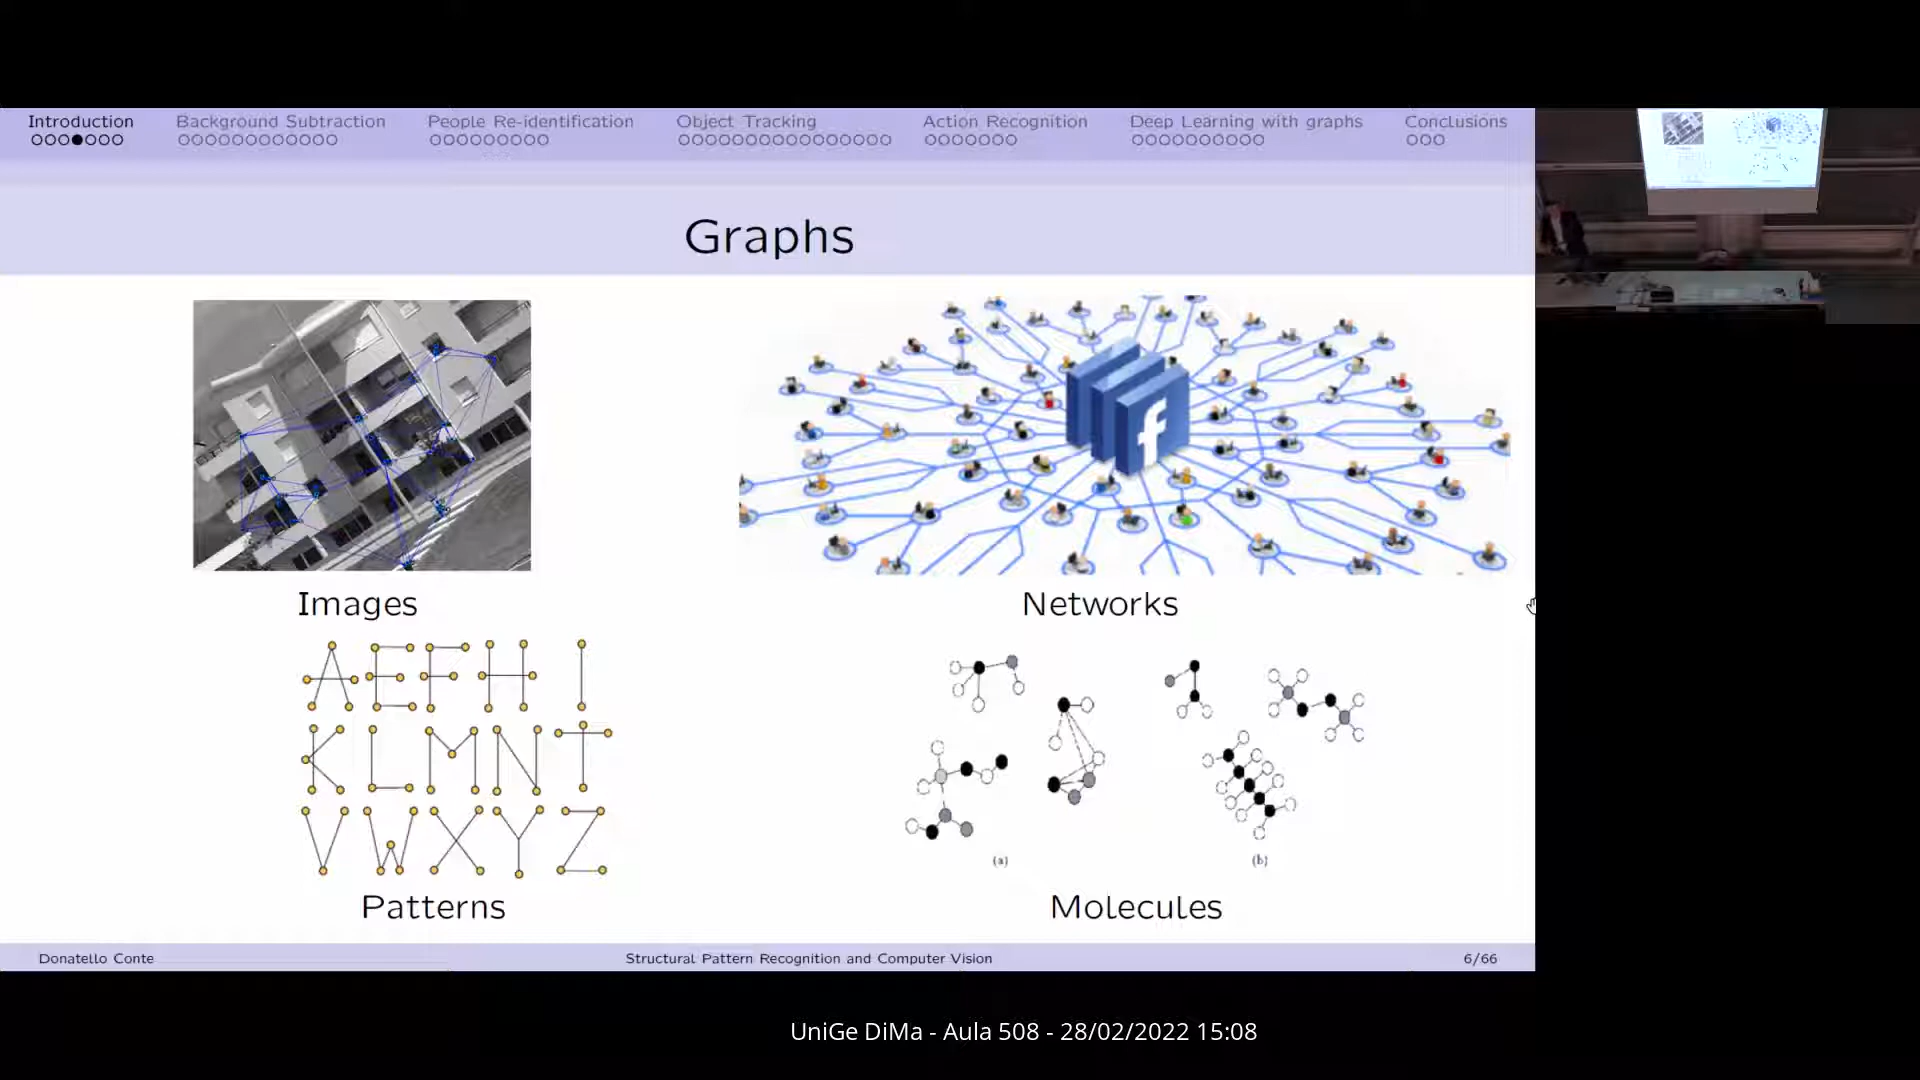 Introduction Background Subtraction People Re-identification Object Tracking Action Recognition Deep Learning with graphs Conclusions
Graphs
f
Images
Networks
A E F H I
K L M N T
V W X Y Z
(a)
(b)
Patterns
Molecules
Donatello Conte Structural Pattern Recognition and Computer Vision 6/66
UniGe DiMa - Aula 508 - 28/02/2022 15:08